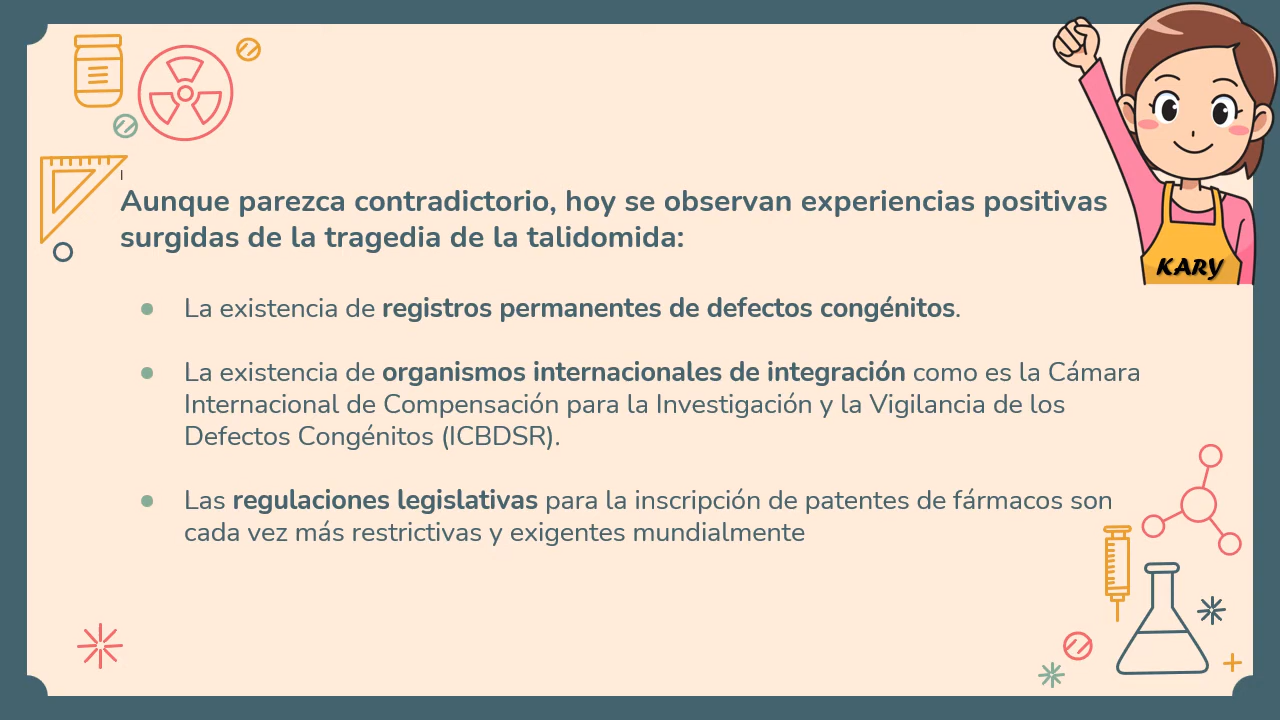 Aunque parezca contradictorio, hoy se observan experiencias positivas
surgidas de la tragedia de la talidomida:
KARY
● La existencia de registros permanentes de defectos congénitos.
● La existencia de organismos internacionales de integración como es la Cámara
Internacional de Compensación para la Investigación y la Vigilancia de los
Defectos Congénitos (ICBDSR).
● Las regulaciones legislativas para la inscripción de patentes de fármacos son
cada vez más restrictivas y exigentes mundialmente